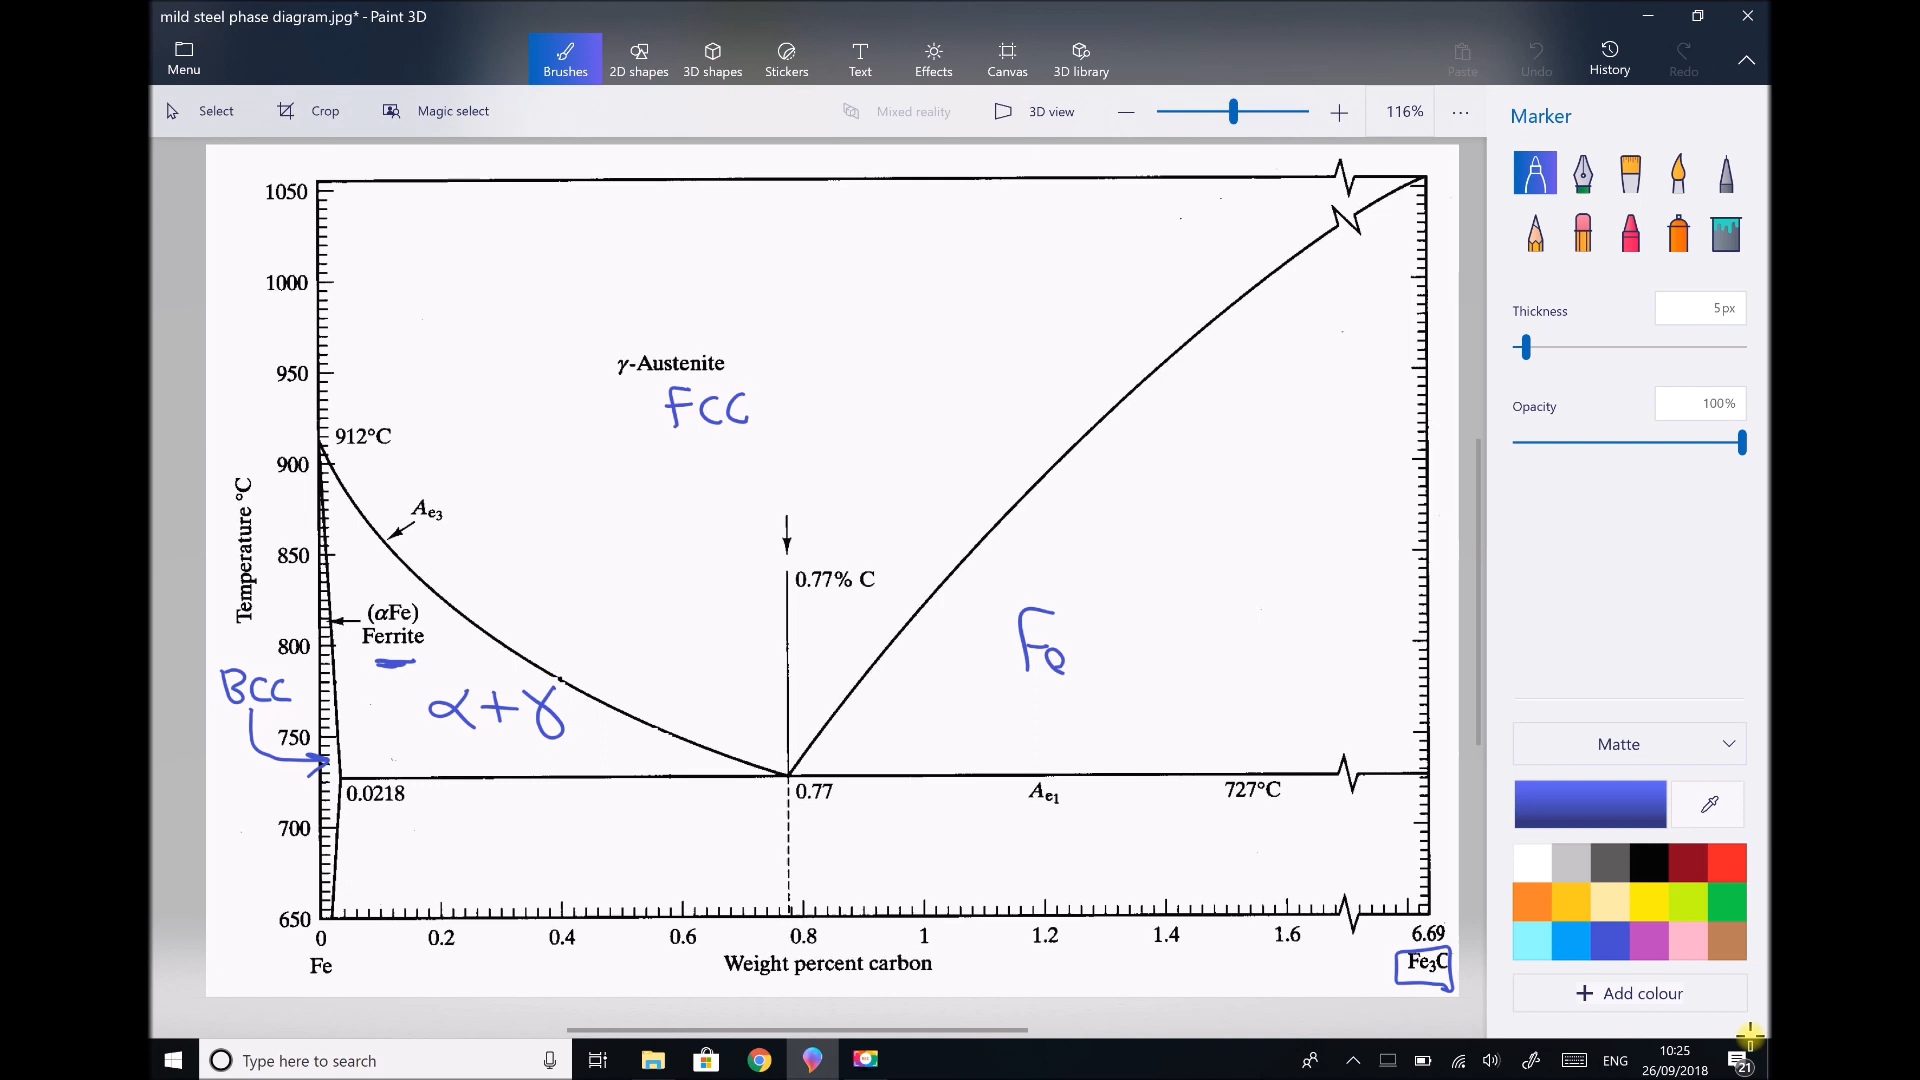 mild steel phase diagram.jpg* - Paint 3D
Menu
Brushes
2D shapes
3D shapes
Stickers
Text
Effects
Canvas
3D library
Paste
Undo
History
Redo
Select
Crop
Magic select
Mixed reality
3D view
116%
Marker
Thickness
5px
Opacity
100%
Matte
Add colour
1050
1000
950
900
850
800
750
700
650
Temperature °C
912°C
γ-Austenite
FCC
Ae3
(αFe)
Ferrite
BCC
α+γ
0.77% C
Fe
0.0218
0.77
Ae1
727°C
0
0.2
0.4
0.6
0.8
1
1.2
1.4
1.6
6.69
Fe
Weight percent carbon
Fe3C
Type here to search
ENG
10:25
26/09/2018
21